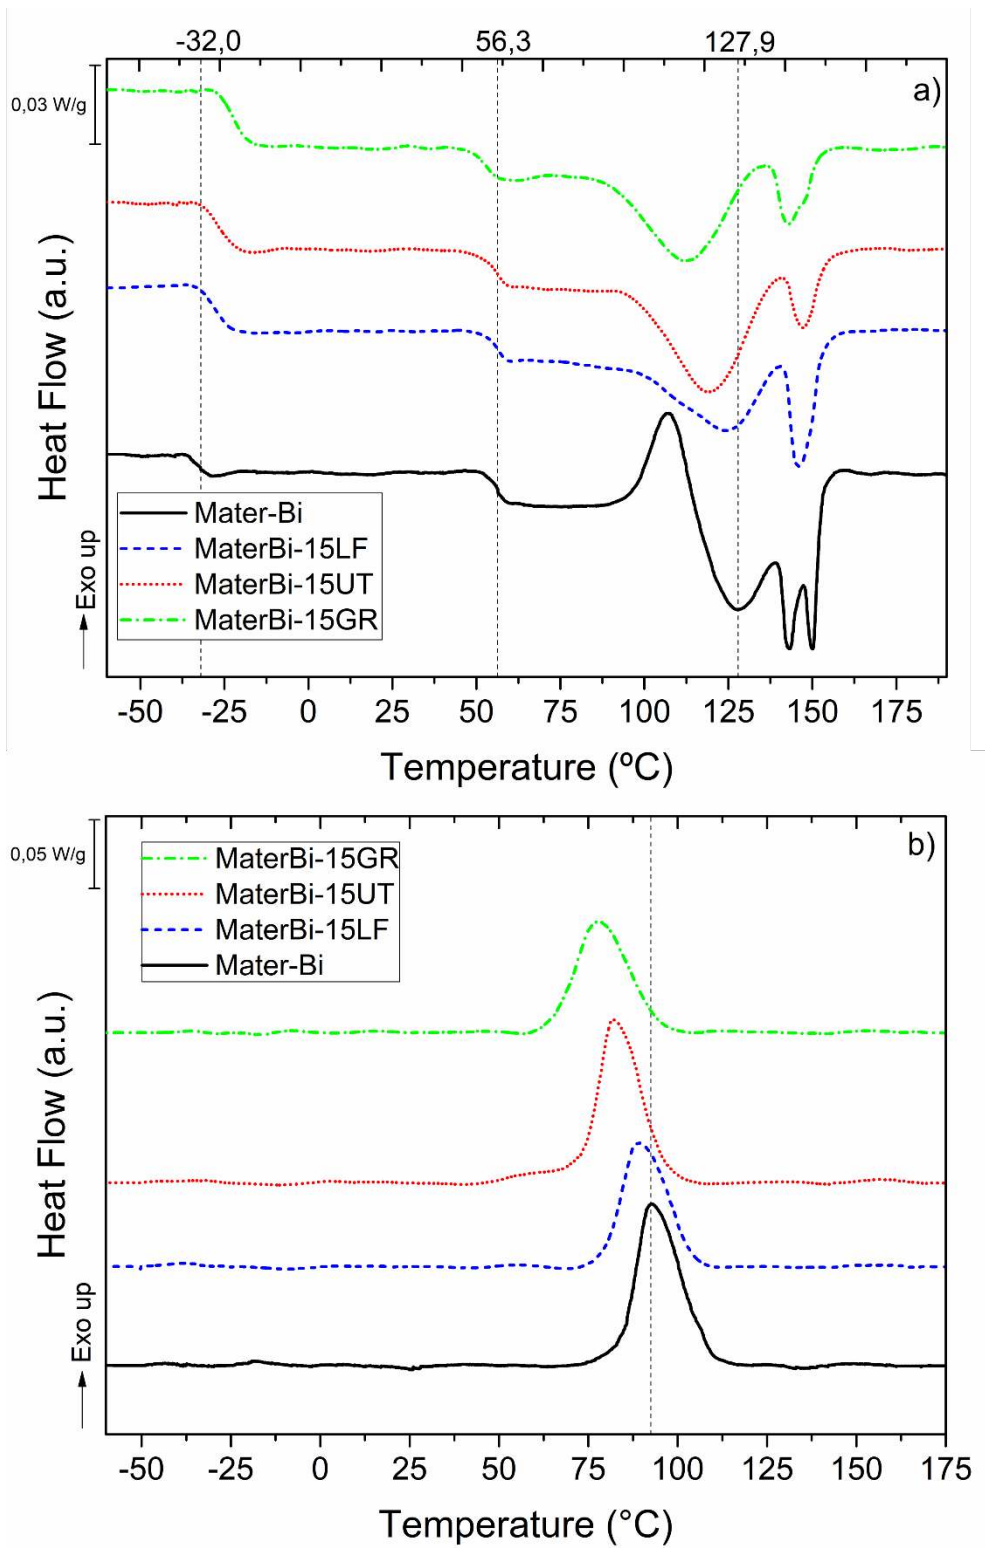 -32,0 56,3 127,9
0,03 W/g
a)
Heat Flow (a.u.)
Exo up
Mater-Bi
MaterBi-15LF
MaterBi-15UT
MaterBi-15GR
-50 -25 0 25 50 75 100 125 150 175
Temperature (ºC)
0,05 W/g
b)
MaterBi-15GR
MaterBi-15UT
MaterBi-15LF
Mater-Bi
Heat Flow (a.u.)
Exo up
-50 -25 0 25 50 75 100 125 150 175
Temperature (°C)